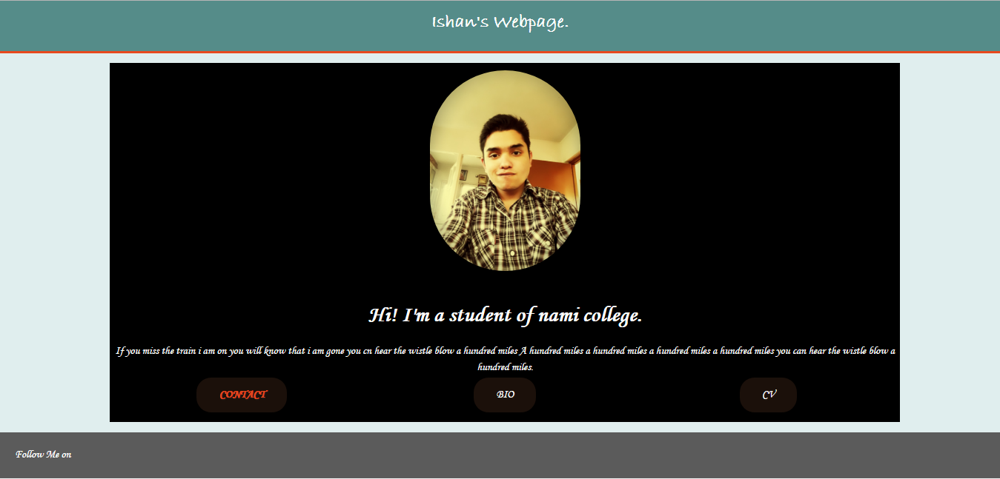 Ishan's Webpage.
Hi! I'm a student of nami college.
If you miss the train i am on you will know that i am gone you cn hear the wistle blow a hundred miles A hundred miles a hundred miles a hundred miles a hundred miles you can hear the wistle blow a
hundred miles.
CONTACT
BIO
CV
Follow Me on